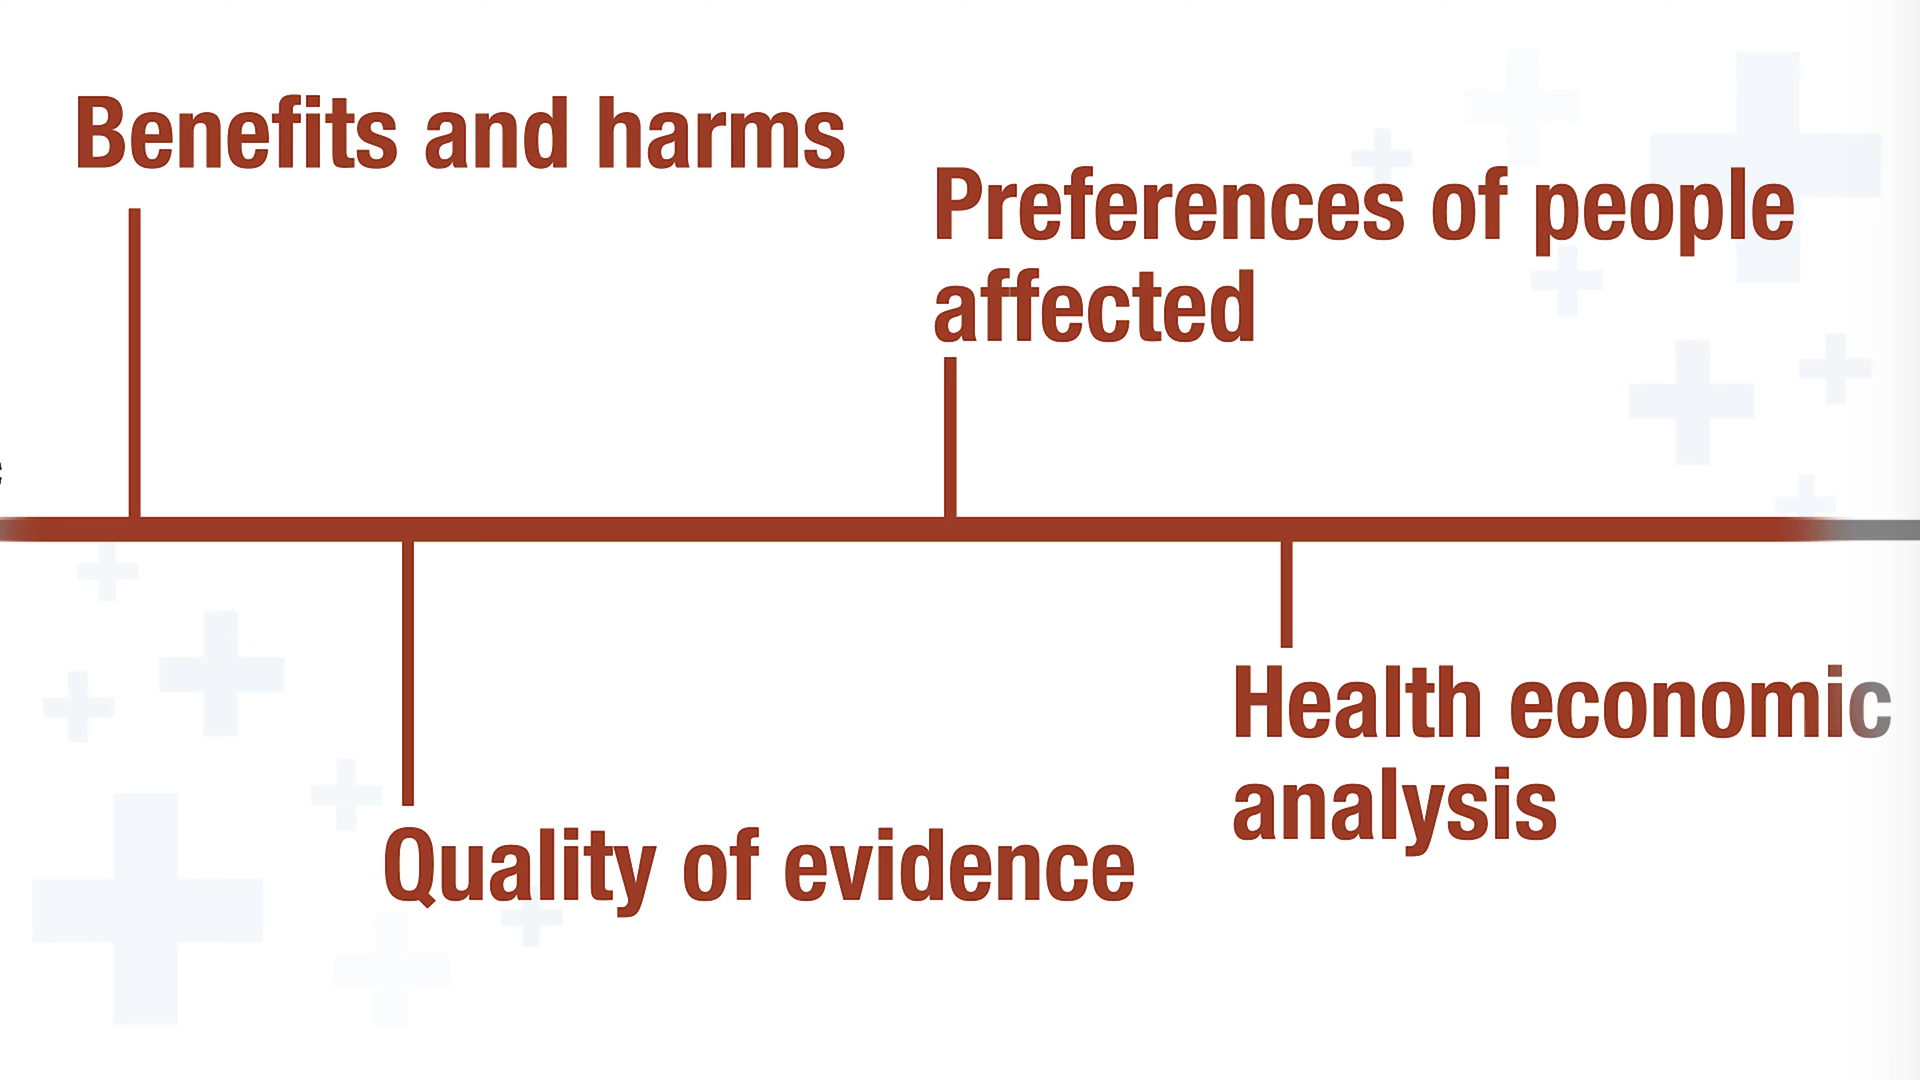 Benefits and harms
Preferences of people
affected
Health economic
analysis
Quality of evidence